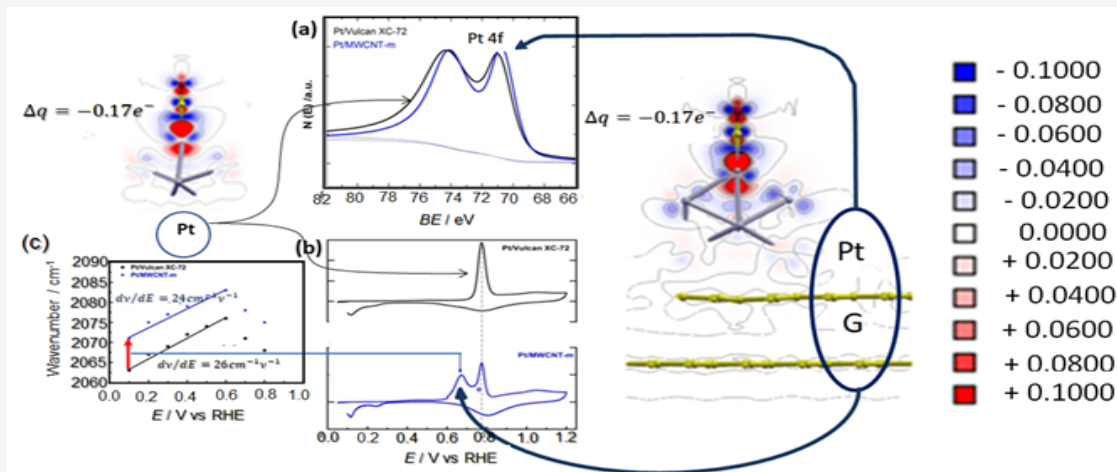 (a)
Pt/Vulcan XC-72
Pt/MWCNT-m
Pt 4f
N (E) /a.u.
82 80 78 76 74 72 70 68 66
BE / eV
Δq = −0.17e⁻
Pt
Δq = −0.17e⁻
Pt
G
(c)
Pt/Vulcan XC-72
Pt/MWCNT-m
Wavenumber / cm⁻¹
2090
2085
2080
2075
2070
2065
2060
dν/dE = 24cm⁻¹v⁻¹
dν/dE = 26cm⁻¹v⁻¹
0.0 0.2 0.4 0.6 0.8 1.0
E / V vs RHE
(b)
Pt/Vulcan XC-72
Pt/MWCNT-m
0.0 0.2 0.4 0.6 0.8 1.0 1.2
E / V vs RHE
- 0.1000
- 0.0800
- 0.0600
- 0.0400
- 0.0200
0.0000
+ 0.0200
+ 0.0400
+ 0.0600
+ 0.0800
+ 0.1000